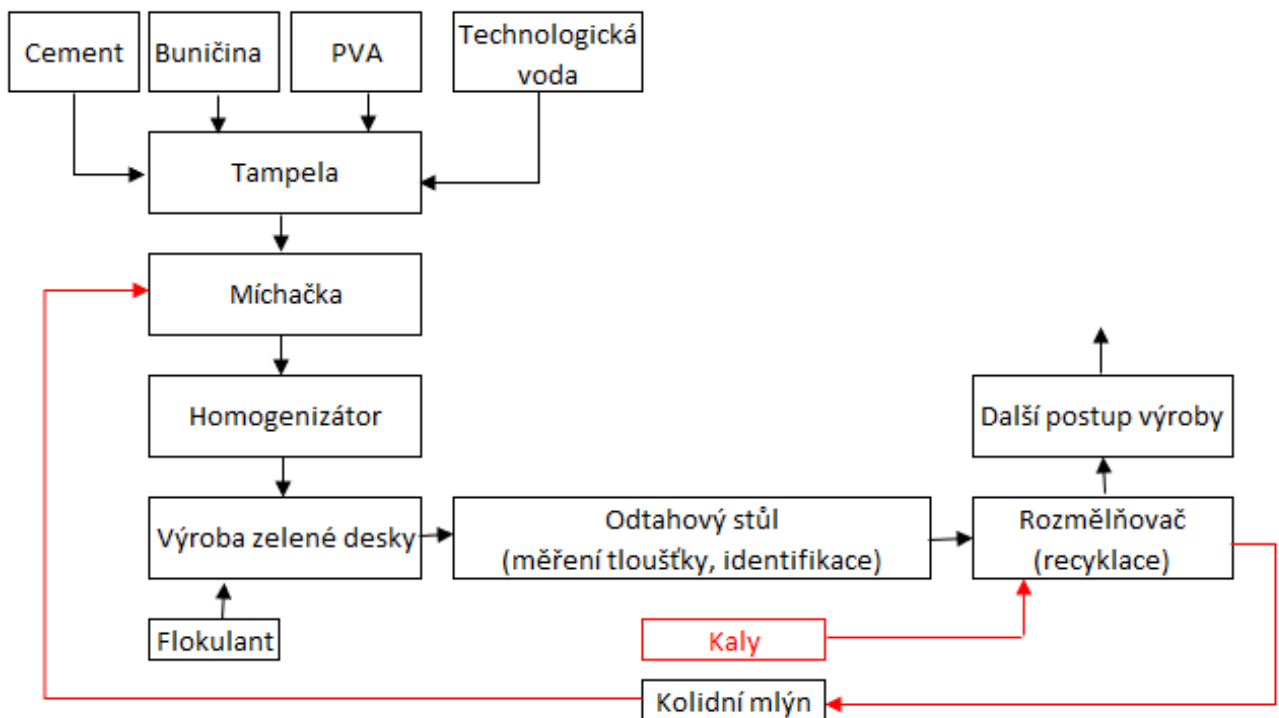 Cement
Buničina
PVA
Technologická
voda
Tampela
Míchačka
Homogenizátor
Další postup výroby
Výroba zelené desky
Odtahový stůl
(měření tloušťky, identifikace)
Rozmělňovač
(recyklace)
Flokulant
Kaly
Kolidní mlýn